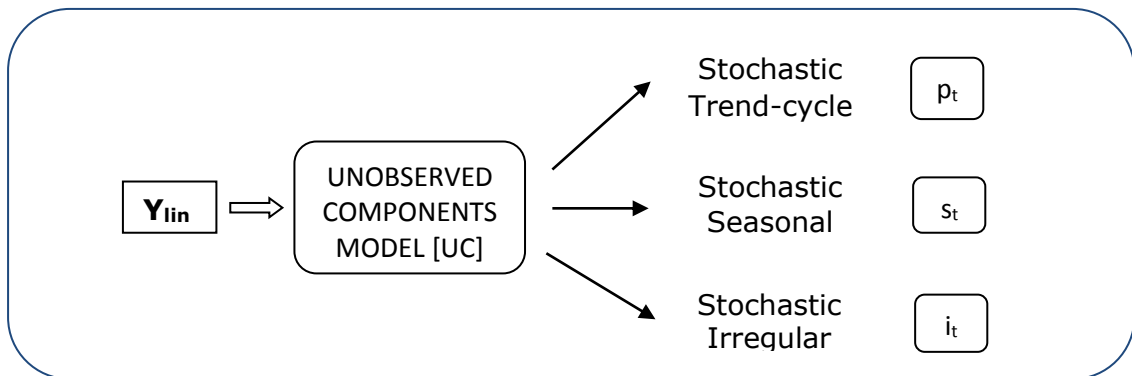 Stochastic
Trend-cycle
pₜ
Yₗᵢₙ
UNOBSERVED
COMPONENTS
MODEL [UC]
Stochastic
Seasonal
sₜ
Stochastic
Irregular
iₜ